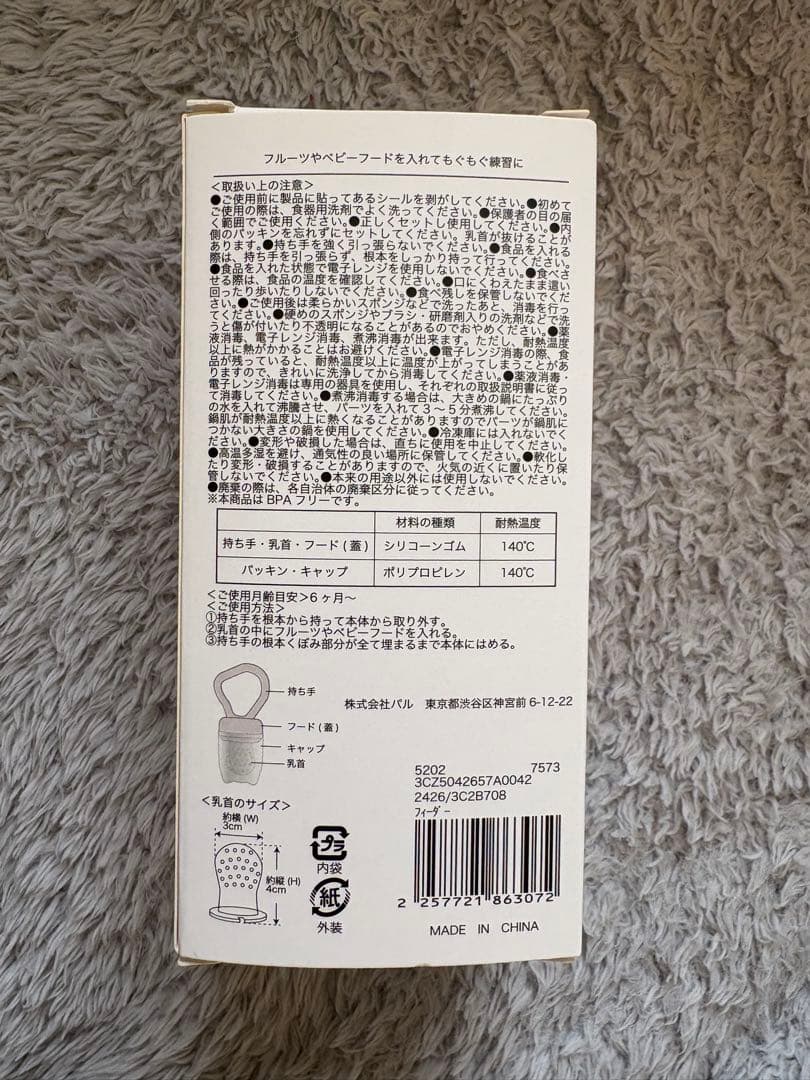 フルーツやベビーフードを入れてもぐもぐ練習に
＜取扱い上の注意＞
●ご使用前に製品に貼ってあるシールを剥がしてください。●初めて
ご使用の際は、食器用洗剤でよく洗ってください。●保護者の目の届
く範囲でご使用ください。●正しくセットし使用してください。●内
側のパッキンを忘れずにセットしてください。乳首が抜けることが
あります。●持ち手を強く引っ張らないでください。●食品を入れる
際は、持ち手を引っ張らず、根本をしっかり持って行ってください。
●食品を入れた状態で電子レンジを使用しないでください。●食べさ
せる際は、食品の温度を確認してください。●口にくわえたまま這い
回ったり歩いたりしないでください。●食べ残しを保管しないでくだ
さい。●ご使用後は柔らかいスポンジなどで洗ったあと、消毒を行っ
てください。●硬めのスポンジやブラシ・研磨剤入りの洗剤などで洗
うと傷が付いたり不透明になることがあるのでおやめください。●薬
液消毒、電子レンジ消毒、煮沸消毒が出来ます。ただし、耐熱温度
以上に熱がかかることはお避けください。●電子レンジ消毒の際、食
品が残っていると、耐熱温度以上に温度が上がってしまうことがあ
りますので、きれいに洗浄してから消毒してください。●薬液消毒・
電子レンジ消毒は専用の器具を使用し、それぞれの取扱説明書に従っ
て消毒してください。●煮沸消毒する場合は、大きめの鍋にたっぷり
の水を入れて沸騰させ、パーツを入れて３～５分煮沸してください。
鍋肌が耐熱温度以上に熱くなることがありますのでパーツが鍋肌に
つかない大きさの鍋を使用してください。●冷凍庫には入れないでく
ださい。●変形や破損した場合は、直ちに使用を中止してください。
●高温多湿を避け、通気性の良い場所に保管してください。●軟化し
たり変形・破損することがありますので、火気の近くに置いたり保
管しないでください。●本来の用途以外には使用しないでください。
●廃棄の際は、各自治体の廃棄区分に従ってください。
※本商品は BPA フリーです。
材料の種類 耐熱温度
持ち手・乳首・フード（蓋） シリコーンゴム 140℃
パッキン・キャップ ポリプロピレン 140℃
＜ご使用月齢目安＞6ヶ月～
＜ご使用方法＞
①持ち手を根本から持って本体から取り外す。
②乳首の中にフルーツやベビーフードを入れる。
③持ち手の根本くぼみ部分が全て埋まるまで本体にはめる。
持ち手
フード（蓋）
キャップ
乳首
株式会社パル 東京都渋谷区神宮前 6-12-22
＜乳首のサイズ＞
約横 (W)
3cm
約縦 (H)
4cm
プラ
内袋
紙
外装
5202 7573
3CZ5042657A0042
2426/3C2B708
ﾌｨｰﾀﾞｰ
2 257721 863072
MADE IN CHINA